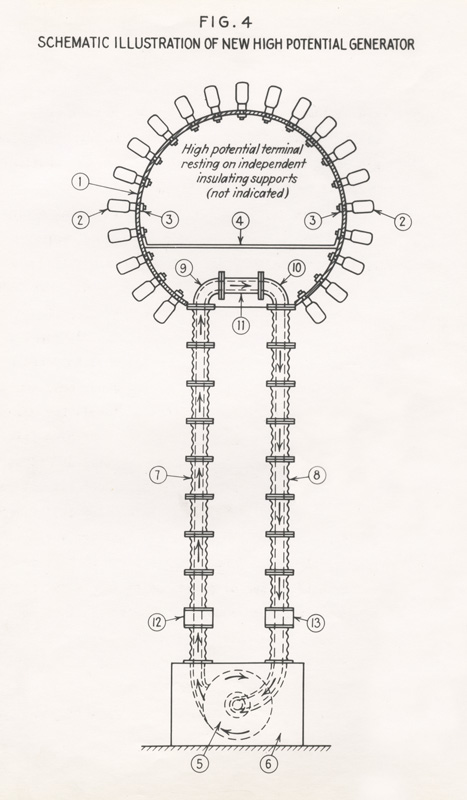 FIG. 4
SCHEMATIC ILLUSTRATION OF NEW HIGH POTENTIAL GENERATOR
High potential terminal
resting on independent
insulating supports
(not indicated)
1
2
3
3
2
4
9
10
11
7
8
12
13
5
6